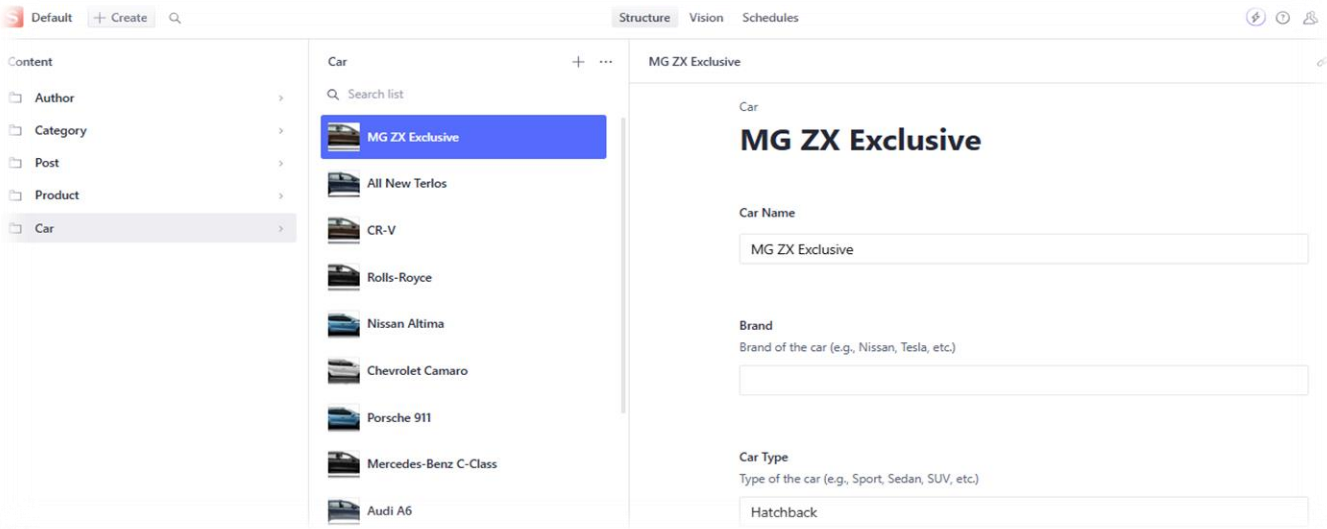 Default + Create Structure Vision Schedules
Content
Author
Category
Post
Product
Car
Car
Search list
MG ZX Exclusive
All New Terlos
CR-V
Rolls-Royce
Nissan Altima
Chevrolet Camaro
Porsche 911
Mercedes-Benz C-Class
Audi A6
MG ZX Exclusive
Car
MG ZX Exclusive
Car Name
MG ZX Exclusive
Brand
Brand of the car (e.g., Nissan, Tesla, etc.)
Car Type
Type of the car (e.g., Sport, Sedan, SUV, etc.)
Hatchback